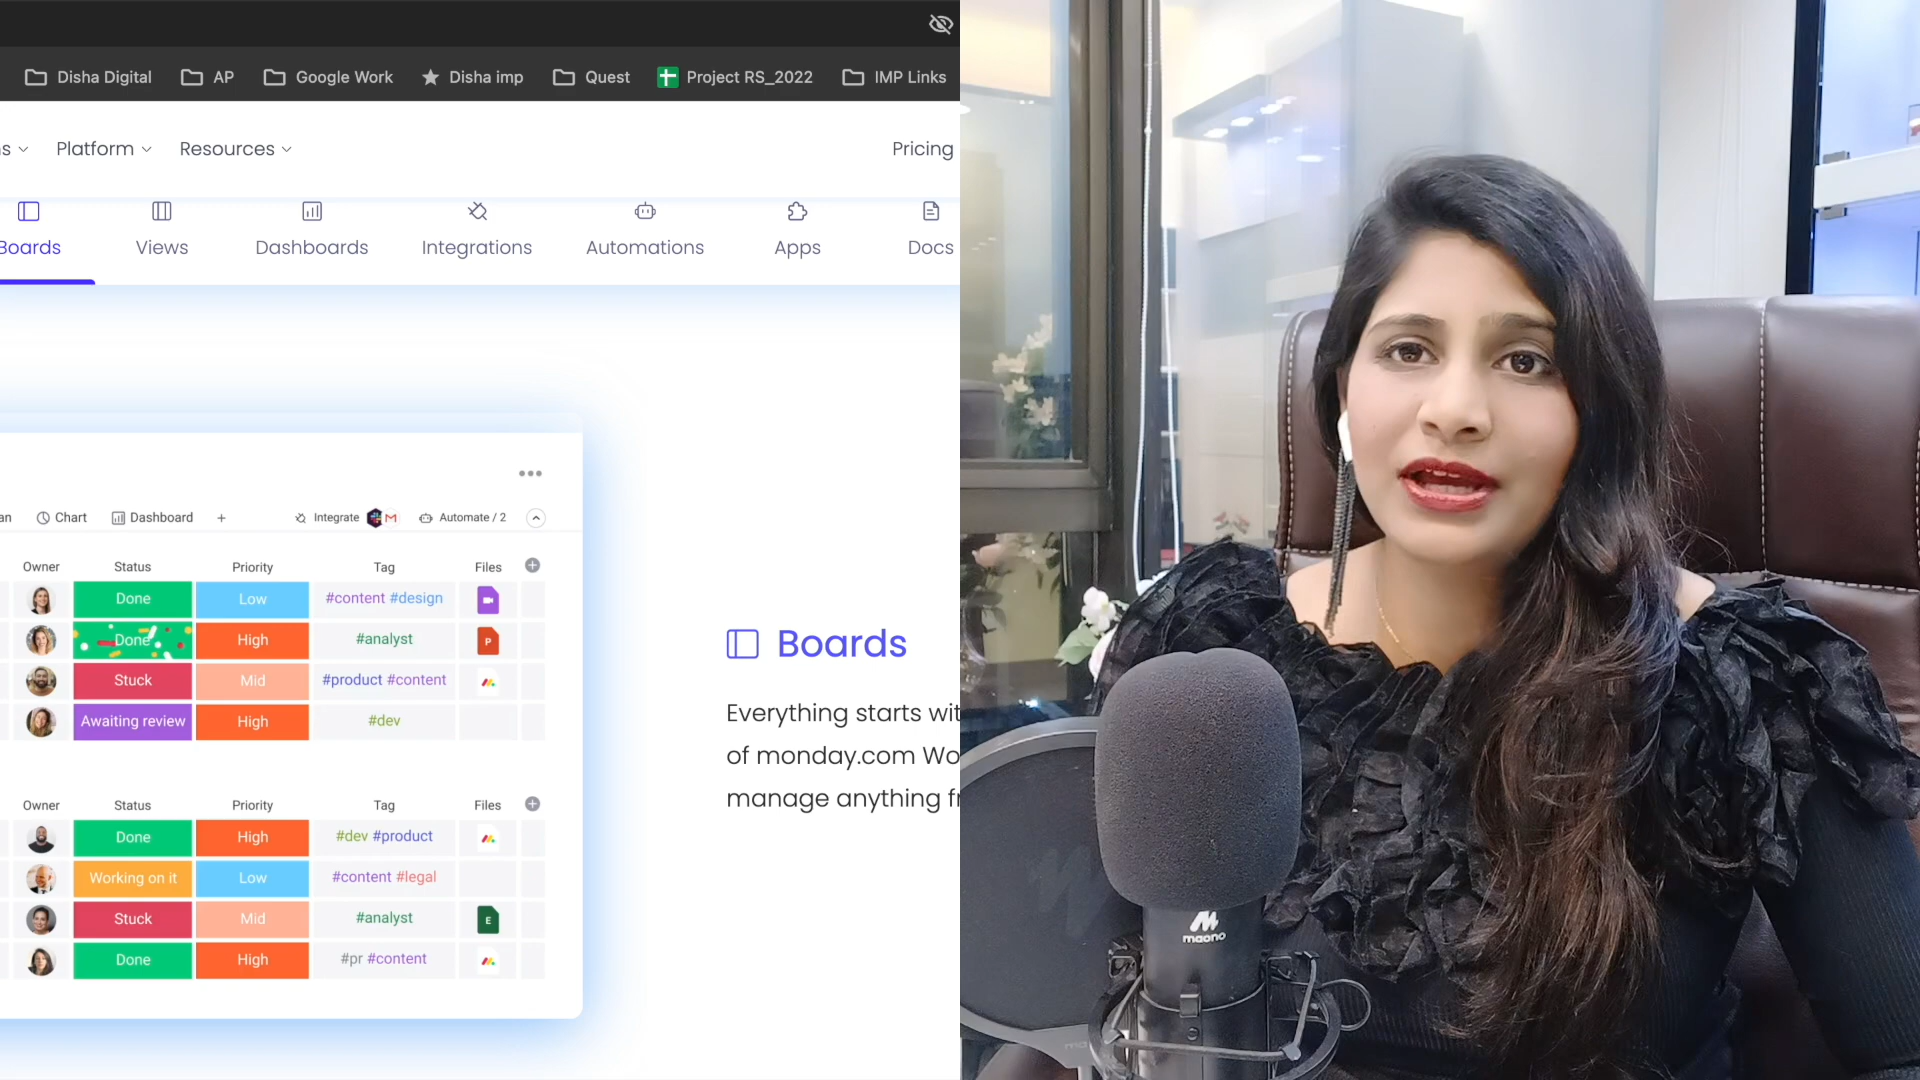 Disha Digital AP Google Work Disha imp Quest Project RS_2022 IMP Links
s Platform Resources Pricing
Boards Views Dashboards Integrations Automations Apps Docs
an Chart Dashboard + Integrate Automate / 2
Owner Status Priority Tag Files
Done Low #content #design
Done High #analyst P
Stuck Mid #product #content
Awaiting review High #dev
Owner Status Priority Tag Files
Done High #dev #product
Working on it Low #content #legal
Stuck Mid #analyst E
Done High #pr #content
Boards
Everything starts wit
of monday.com Wo
manage anything fr
maono